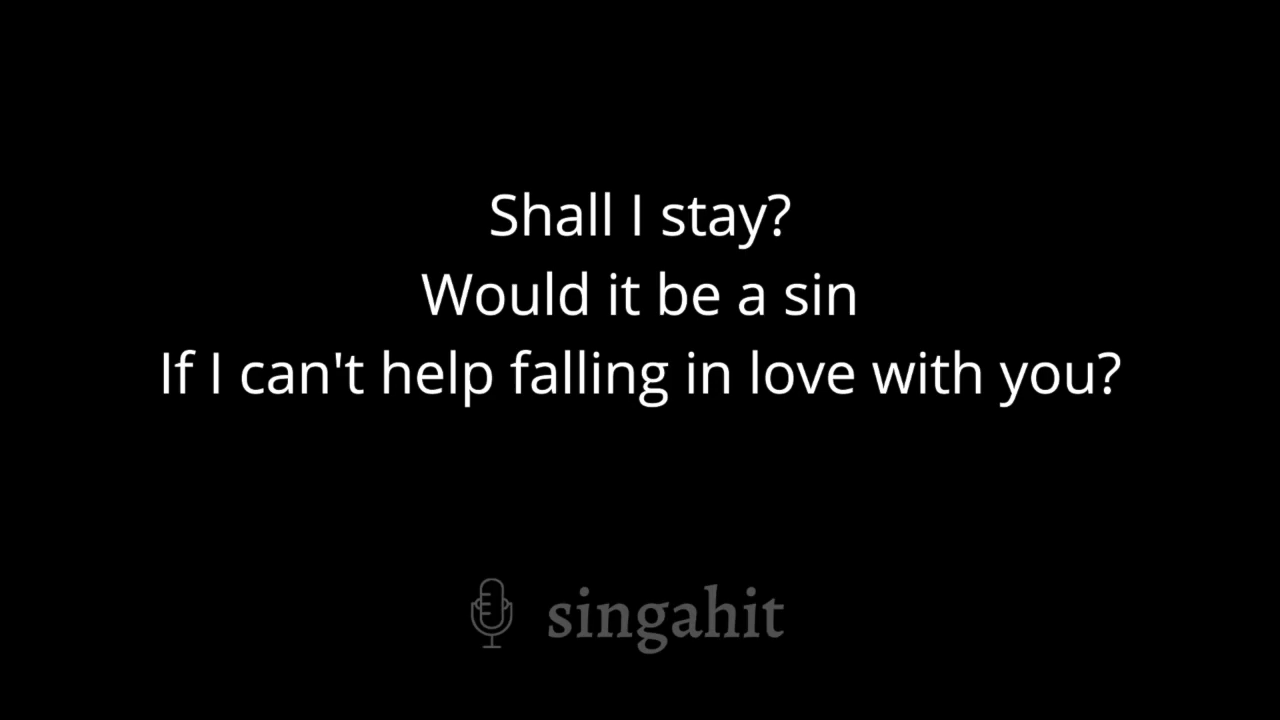 Shall I stay?
Would it be a sin
If I can't help falling in love with you?
singahit